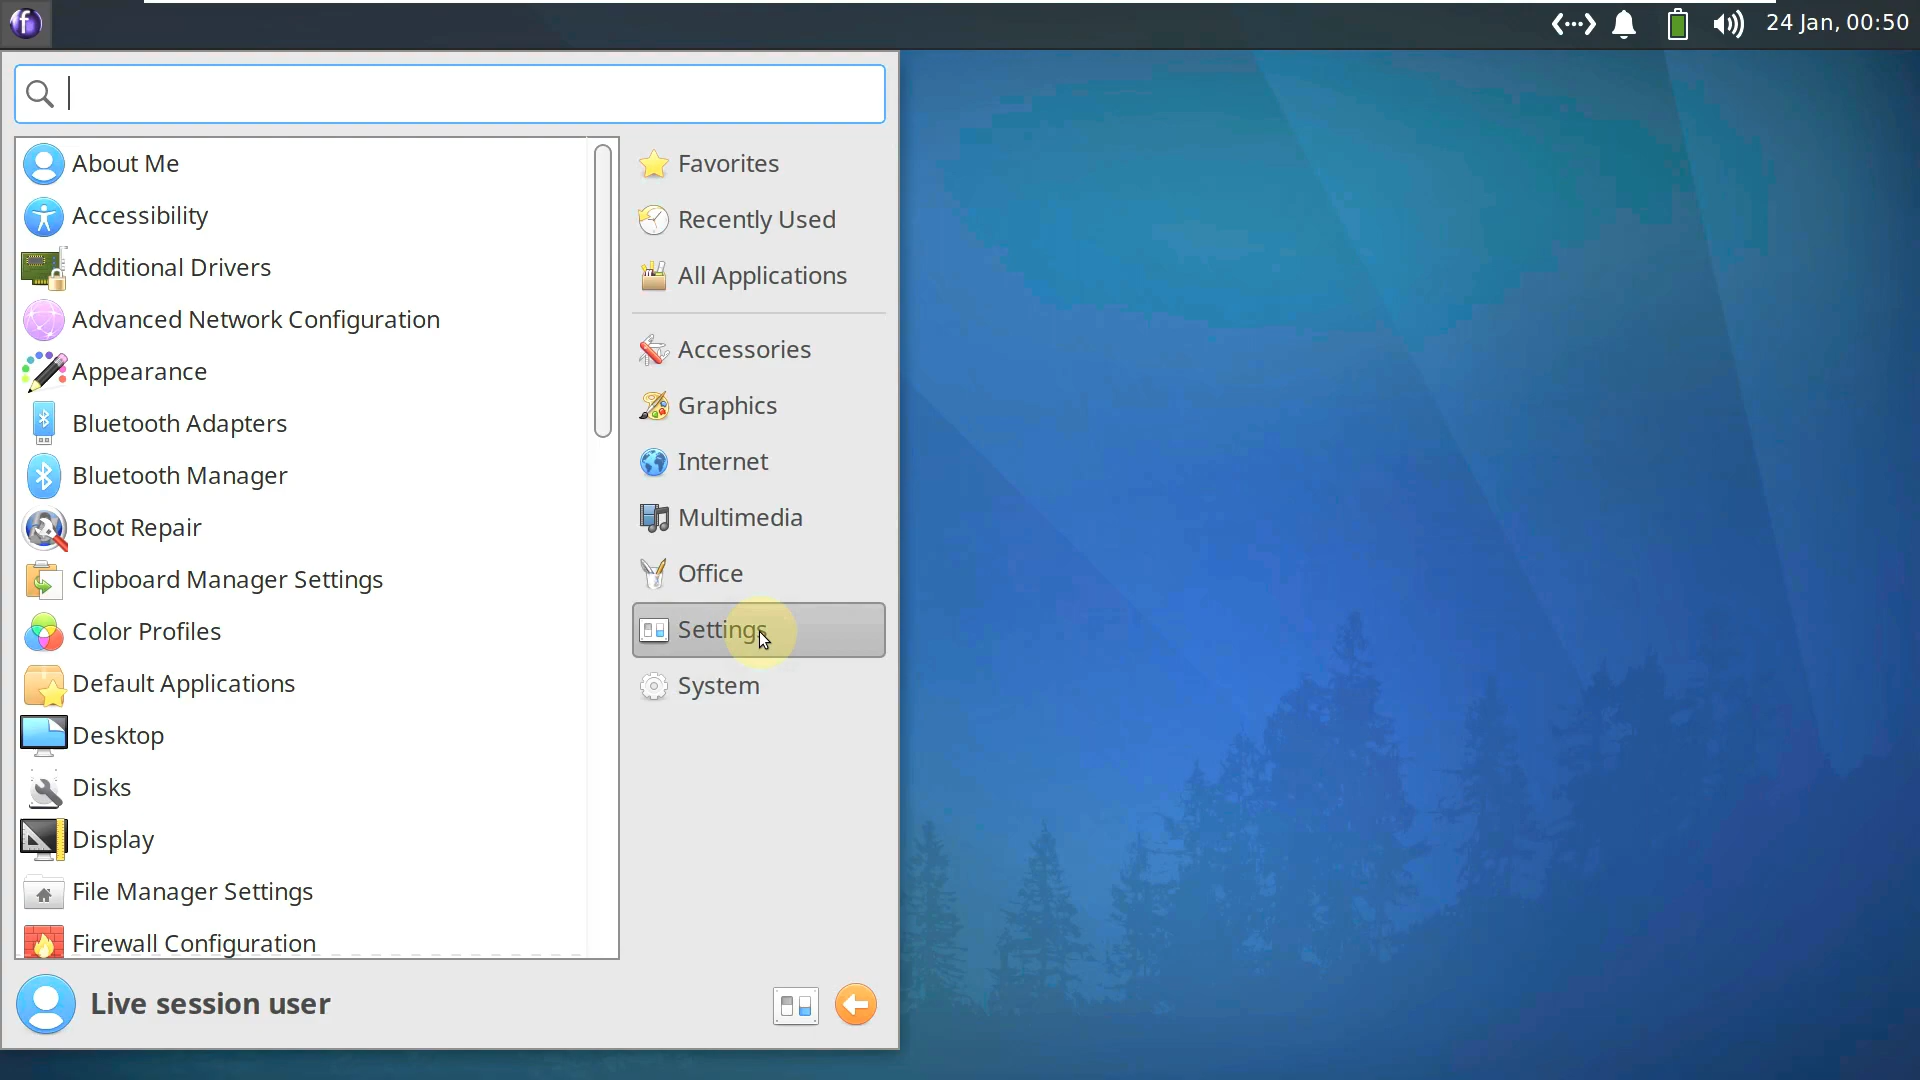 24 Jan, 00:50
About Me
Accessibility
Additional Drivers
Advanced Network Configuration
Appearance
Bluetooth Adapters
Bluetooth Manager
Boot Repair
Clipboard Manager Settings
Color Profiles
Default Applications
Desktop
Disks
Display
File Manager Settings
Firewall Configuration
Favorites
Recently Used
All Applications
Accessories
Graphics
Internet
Multimedia
Office
Settings
System
Live session user